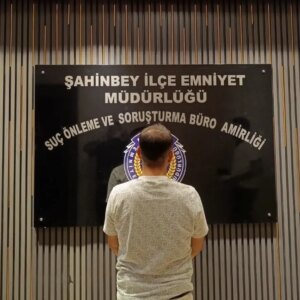 ŞAHİNBEY İLÇE EMNİYET
MÜDÜRLÜĞÜ
SUÇ ÖNLEME VE SORUŞTURMA BÜRO AMİRLİĞİ